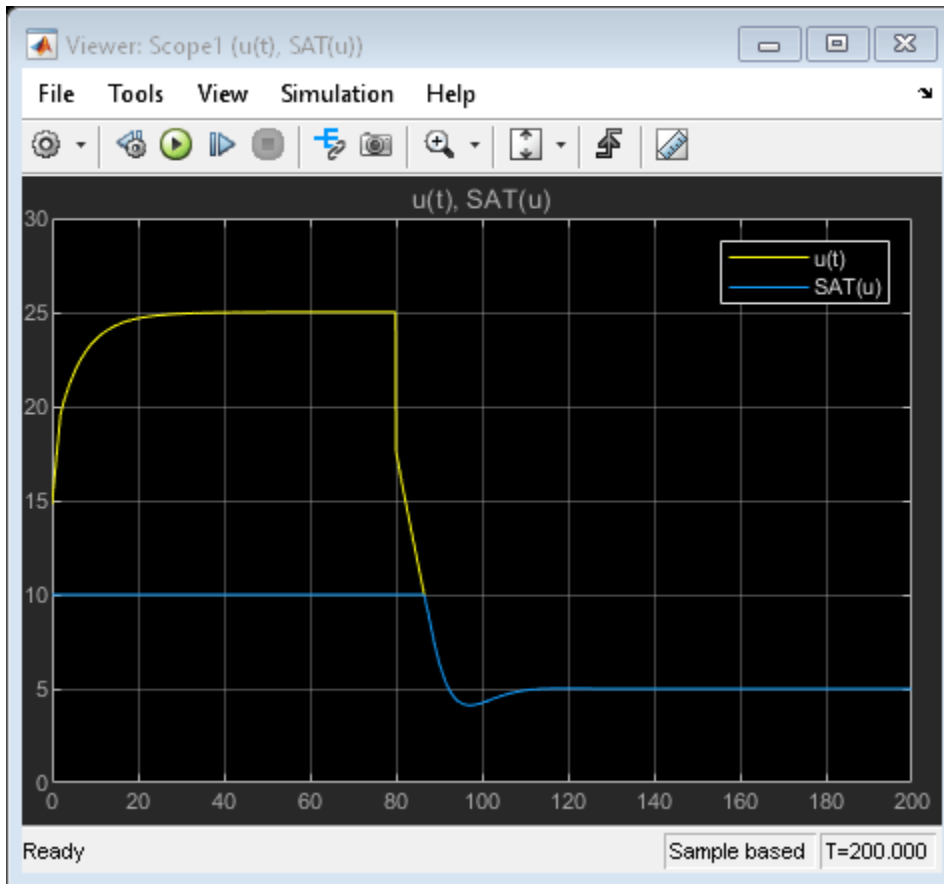 Viewer: Scope1 (u(t), SAT(u))
File Tools View Simulation Help
u(t), SAT(u)
30
u(t)
SAT(u)
25
20
15
10
5
0
0 20 40 60 80 100 120 140 160 180 200
Ready Sample based T=200.000